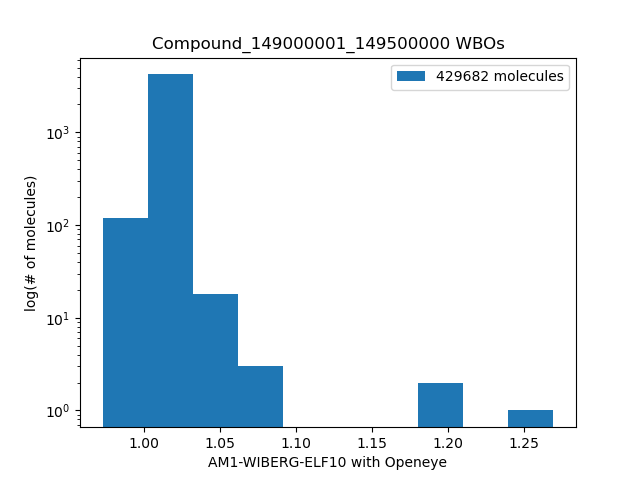 Compound_149000001_149500000 WBOs
429682 molecules
log(# of molecules)
10³
10²
10¹
10⁰
1.00 1.05 1.10 1.15 1.20 1.25
AM1-WIBERG-ELF10 with Openeye